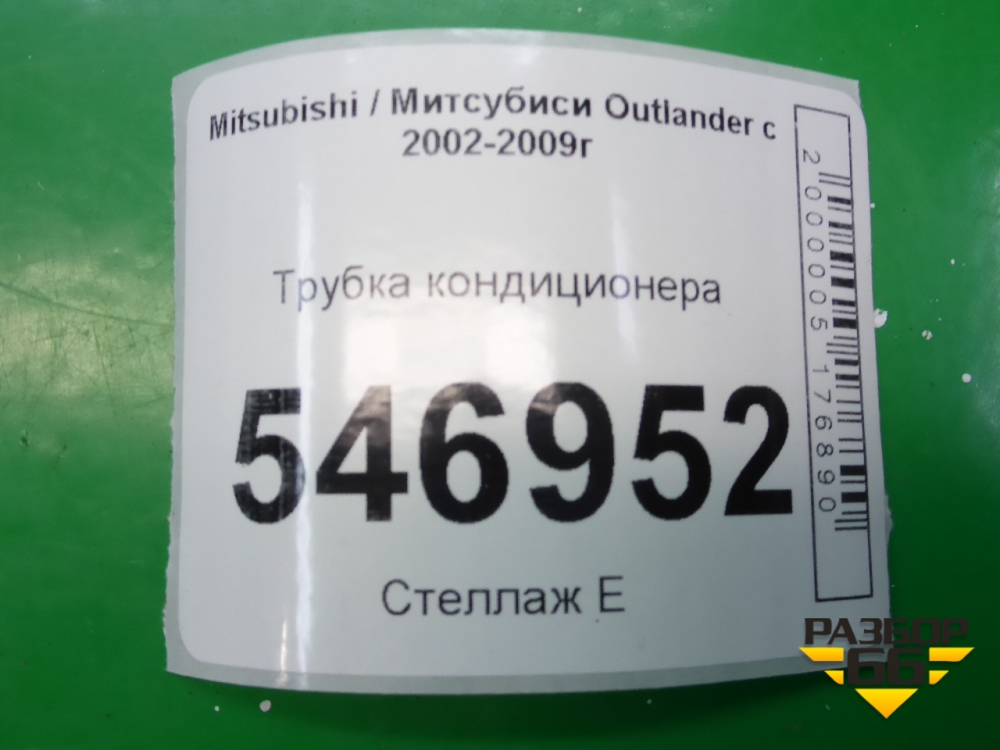 Mitsubishi / Митсубиси Outlander с
2002-2009г
Трубка кондиционера
546952
Стеллаж Е
2000005176890
РАЗБОР
66